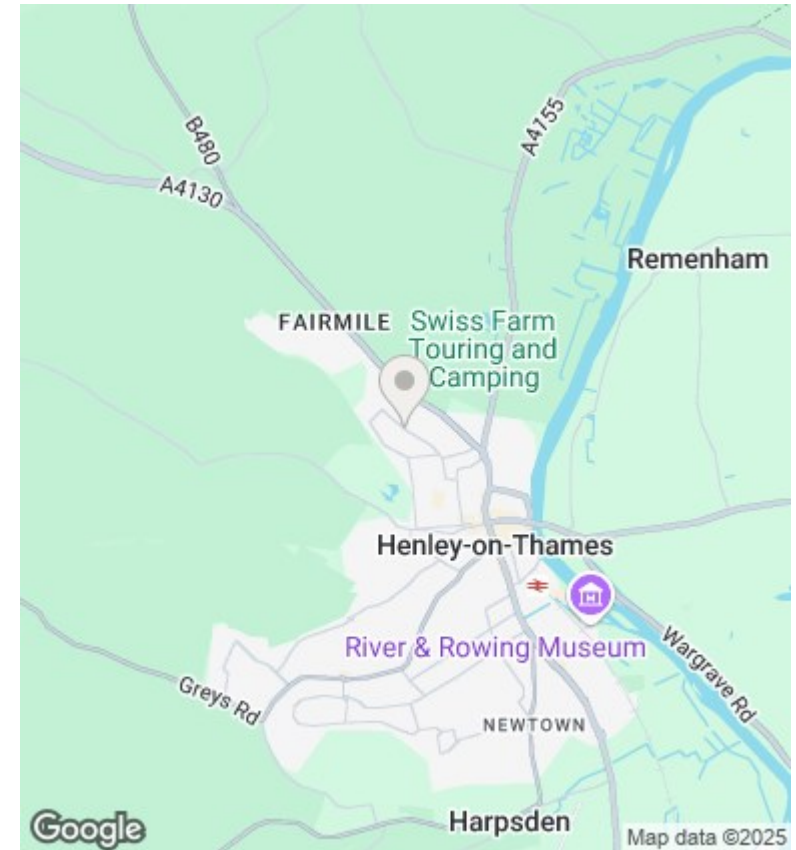 B480
A4155
A4130
Remenham
FAIRMILE
Swiss Farm
Touring and
Camping
Henley-on-Thames
River & Rowing Museum
Wargrave Rd
Greys Rd
NEWTOWN
Harpsden
Google
Map data ©2025